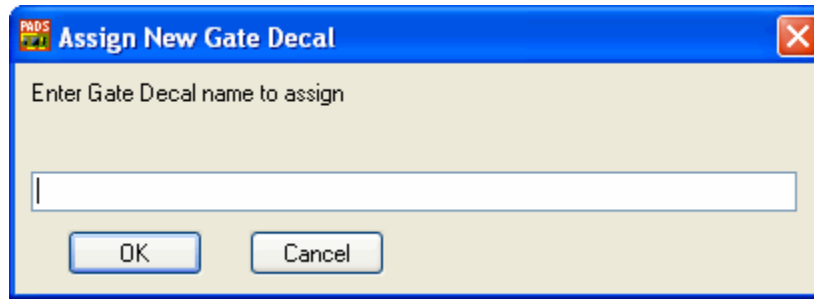 PADS
Assign New Gate Decal
Enter Gate Decal name to assign
OK
Cancel